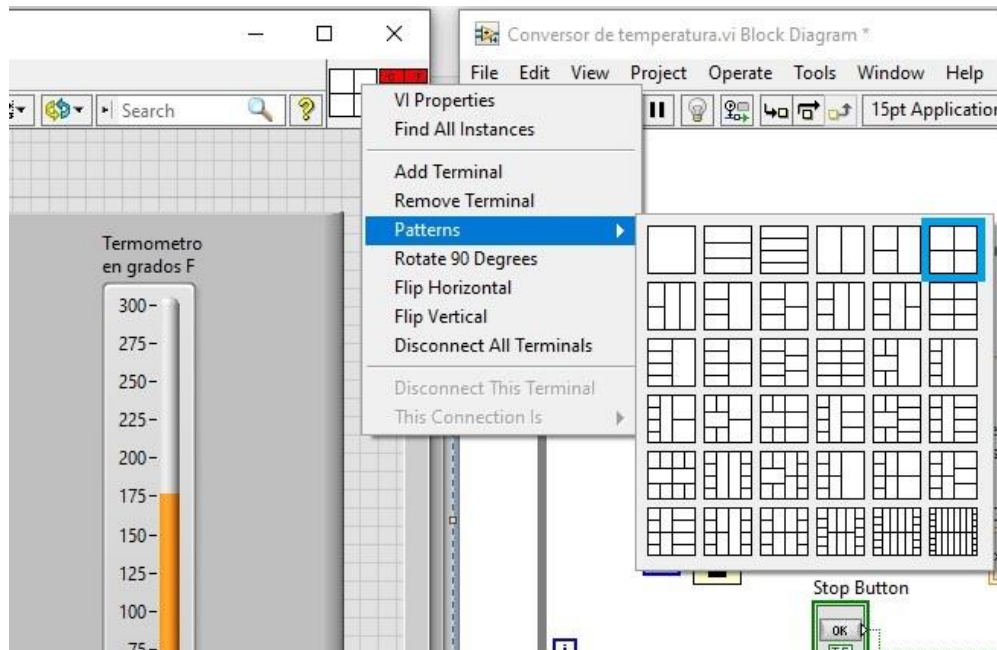 Conversor de temperatura.vi Block Diagram *
File Edit View Project Operate Tools Window Help
Search
15pt Application
VI Properties
Find All Instances
Add Terminal
Remove Terminal
Patterns
Rotate 90 Degrees
Flip Horizontal
Flip Vertical
Disconnect All Terminals
Disconnect This Terminal
This Connection Is
Termometro
en grados F
300
275
250
225
200
175
150
125
100
75
Stop Button
OK
TF
i